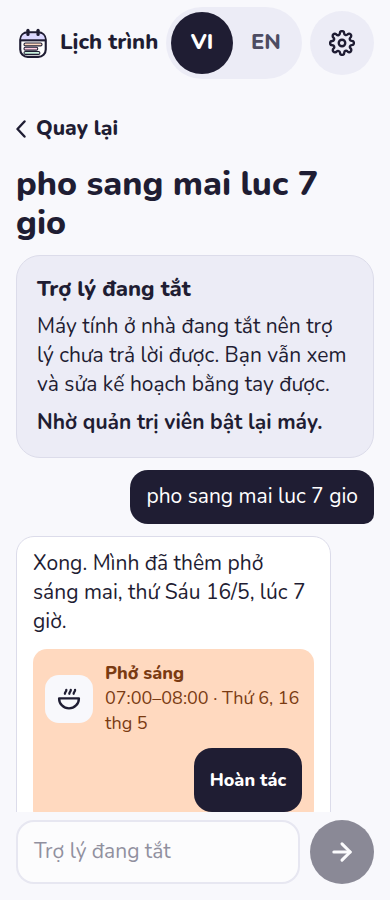 Lịch trình
VI
EN
Quay lại
pho sang mai luc 7
gio
Trợ lý đang tắt
Máy tính ở nhà đang tắt nên trợ
lý chưa trả lời được. Bạn vẫn xem
và sửa kế hoạch bằng tay được.
Nhờ quản trị viên bật lại máy.
pho sang mai luc 7 gio
Xong. Mình đã thêm phở
sáng mai, thứ Sáu 16/5, lúc 7
giờ.
Phở sáng
07:00–08:00 · Thứ 6, 16
thg 5
Hoàn tác
Trợ lý đang tắt